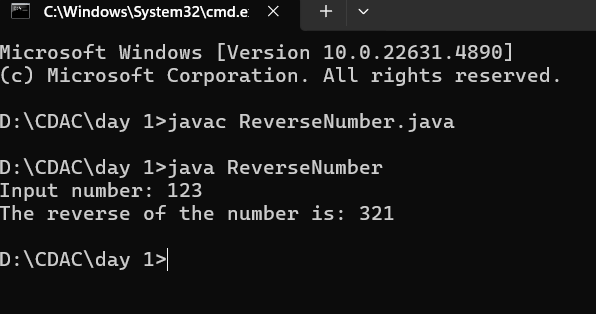 C:\Windows\System32\cmd.e
Microsoft Windows [Version 10.0.22631.4890]
(c) Microsoft Corporation. All rights reserved.
D:\CDAC\day 1>javac ReverseNumber.java
D:\CDAC\day 1>java ReverseNumber
Input number: 123
The reverse of the number is: 321
D:\CDAC\day 1>